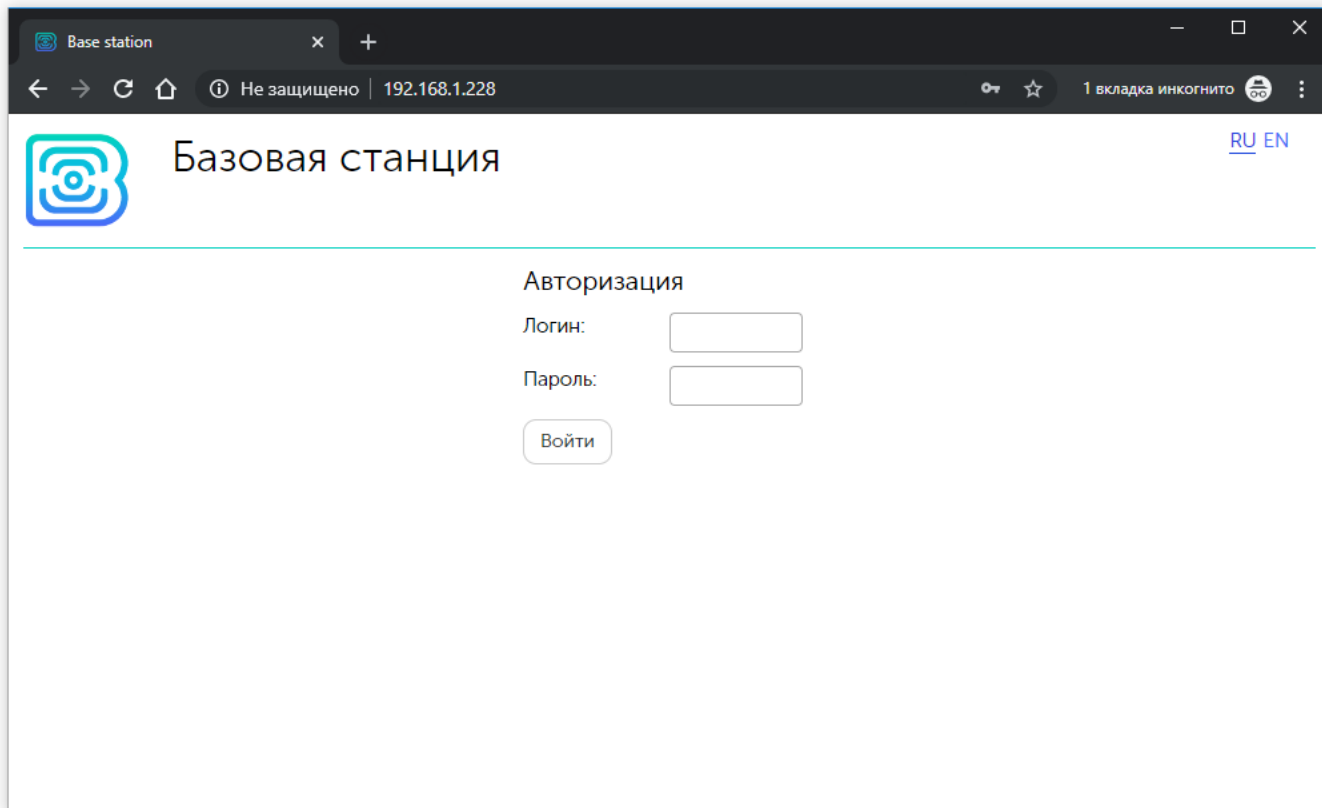 Base station
Не защищено 192.168.1.228 1 вкладка инкогнито
Базовая станция
RU EN
Авторизация
Логин:
Пароль:
Войти